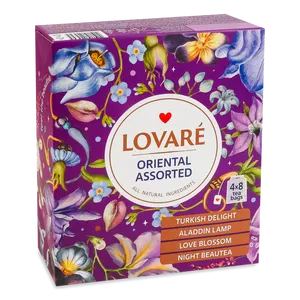 LOVARÉ
ORIENTAL
ASSORTED
ALL NATURAL INGREDIENTS
4x8
tea
bags
TURKISH DELIGHT
ALADDIN LAMP
LOVE BLOSSOM
NIGHT BEAUTEA